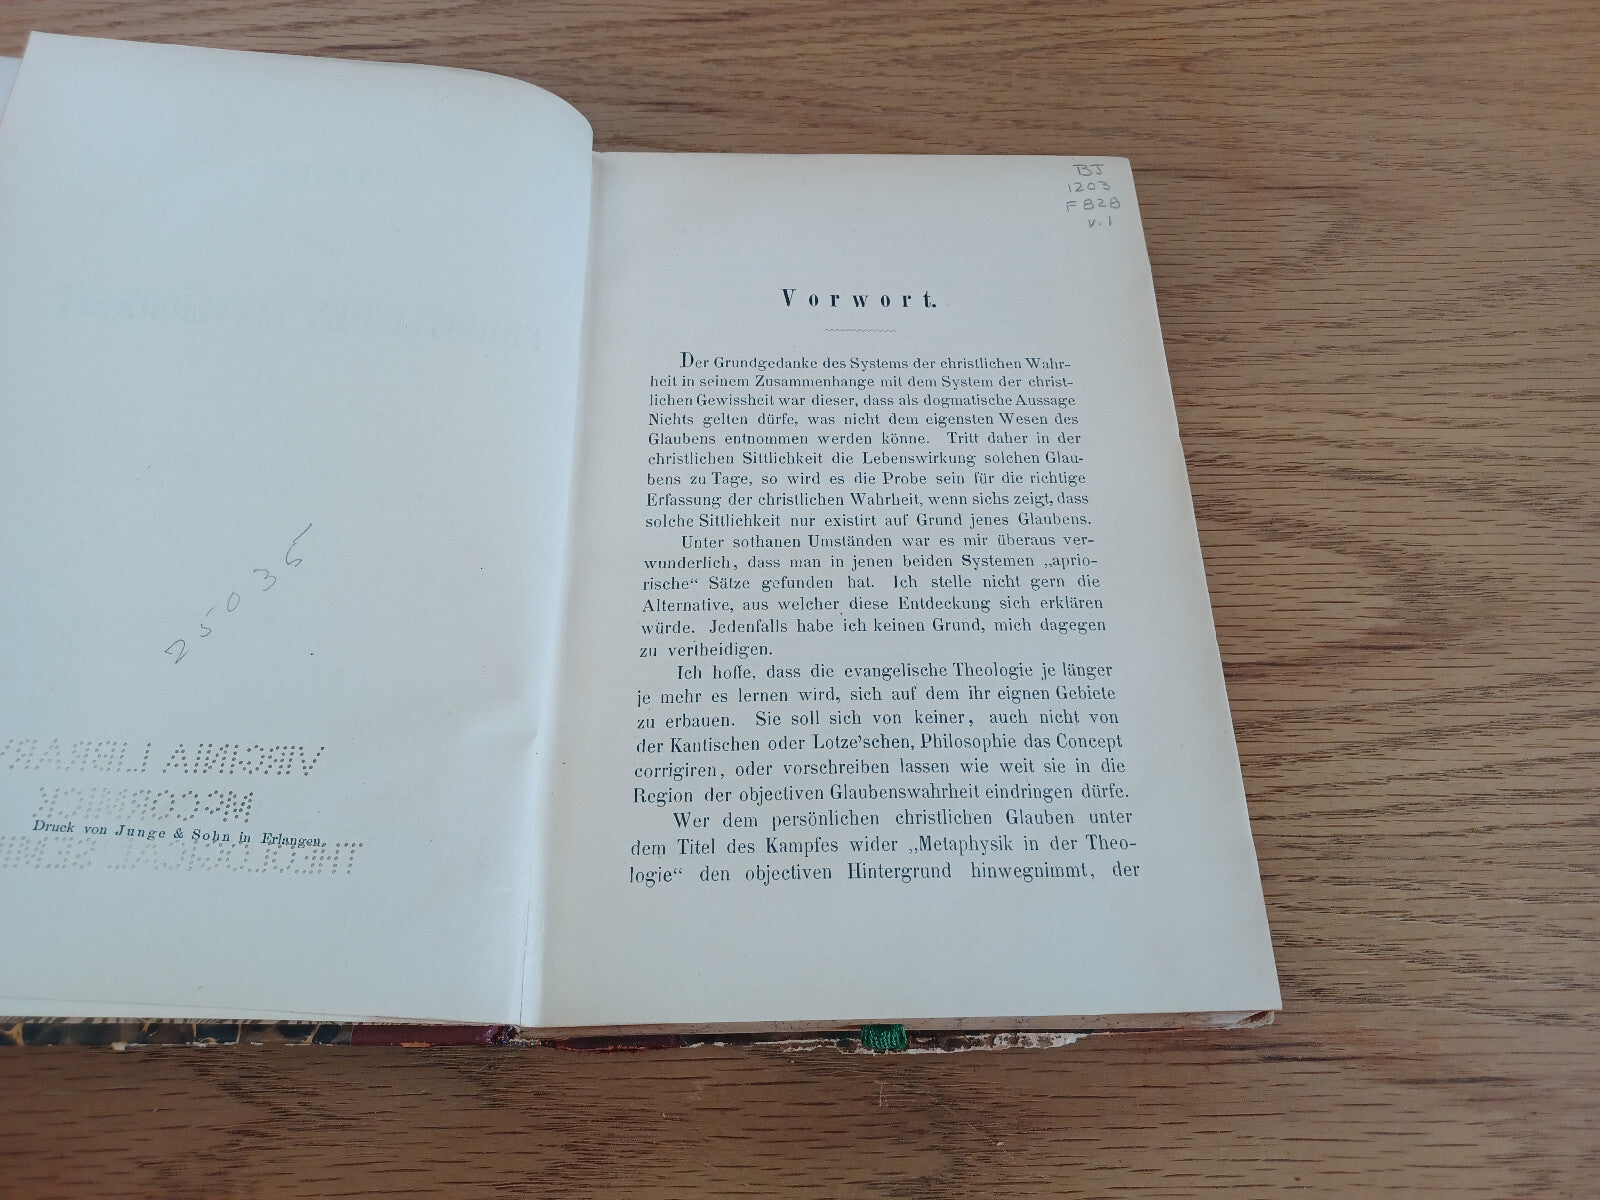 CHRISTLICHEN SITTLICHKEIT
25036
VIRGINIA LIBRARY
McCORMICK
THEOLOGICAL SEMINARY
Druck von Junge & Sohn in Erlangen.
BJ
1203
F828
v.1
Vorwort.
Der Grundgedanke des Systems der christlichen Wahr-
heit in seinem Zusammenhange mit dem System der christ-
lichen Gewissheit war dieser, dass als dogmatische Aussage
Nichts gelten dürfe, was nicht dem eigensten Wesen des
Glaubens entnommen werden könne. Tritt daher in der
christlichen Sittlichkeit die Lebenswirkung solchen Glau-
bens zu Tage, so wird es die Probe sein für die richtige
Erfassung der christlichen Wahrheit, wenn sichs zeigt, dass
solche Sittlichkeit nur existirt auf Grund jenes Glaubens.
Unter sothanen Umständen war es mir überaus ver-
wunderlich, dass man in jenen beiden Systemen „aprio-
rische“ Sätze gefunden hat. Ich stelle nicht gern die
Alternative, aus welcher diese Entdeckung sich erklären
würde. Jedenfalls habe ich keinen Grund, mich dagegen
zu vertheidigen.
Ich hoffe, dass die evangelische Theologie je länger
je mehr es lernen wird, sich auf dem ihr eignen Gebiete
zu erbauen. Sie soll sich von keiner, auch nicht von
der Kantischen oder Lotze'schen, Philosophie das Concept
corrigiren, oder vorschreiben lassen wie weit sie in die
Region der objectiven Glaubenswahrheit eindringen dürfe.
Wer dem persönlichen christlichen Glauben unter
dem Titel des Kampfes wider „Metaphysik in der Theo-
logie“ den objectiven Hintergrund hinwegnimmt, der